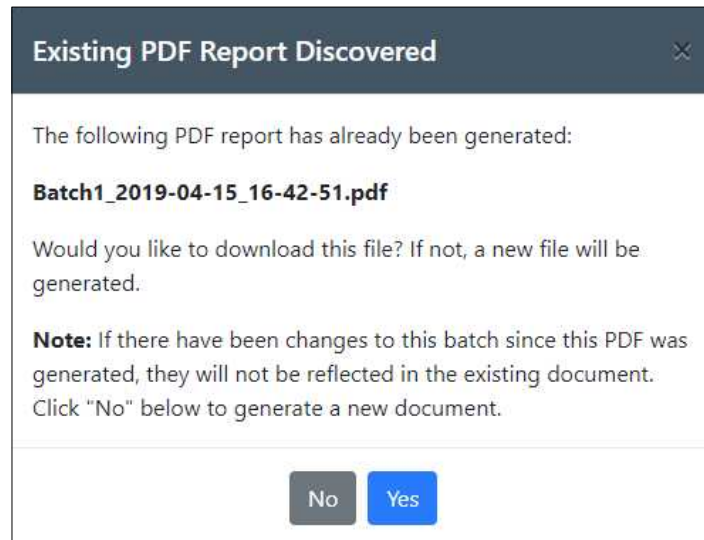 Existing PDF Report Discovered
×
The following PDF report has already been generated:
Batch1_2019-04-15_16-42-51.pdf
Would you like to download this file? If not, a new file will be
generated.
Note: If there have been changes to this batch since this PDF was
generated, they will not be reflected in the existing document.
Click "No" below to generate a new document.
No Yes